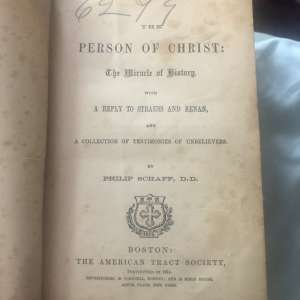 6299
THE
PERSON OF CHRIST:
The Miracle of History.
WITH
A REPLY TO STRAUSS AND RENAN,
AND
A COLLECTION OF TESTIMONIES OF UNBELIEVERS.
BY
PHILIP SCHAFF, D.D.
BOSTON:
THE AMERICAN TRACT SOCIETY,